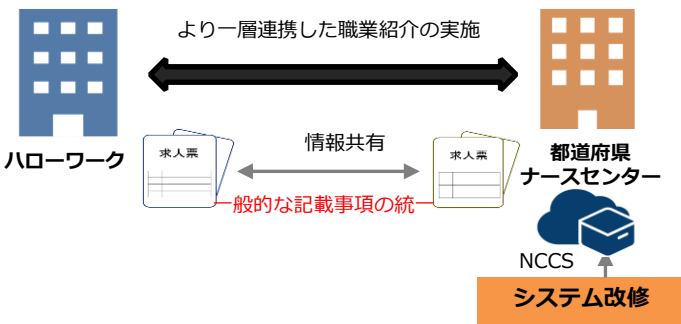 より一層連携した職業紹介の実施
ハローワーク
求人票
情報共有
求人票
都道府県
ナースセンター
一般的な記載事項の統一
NCCS
システム改修